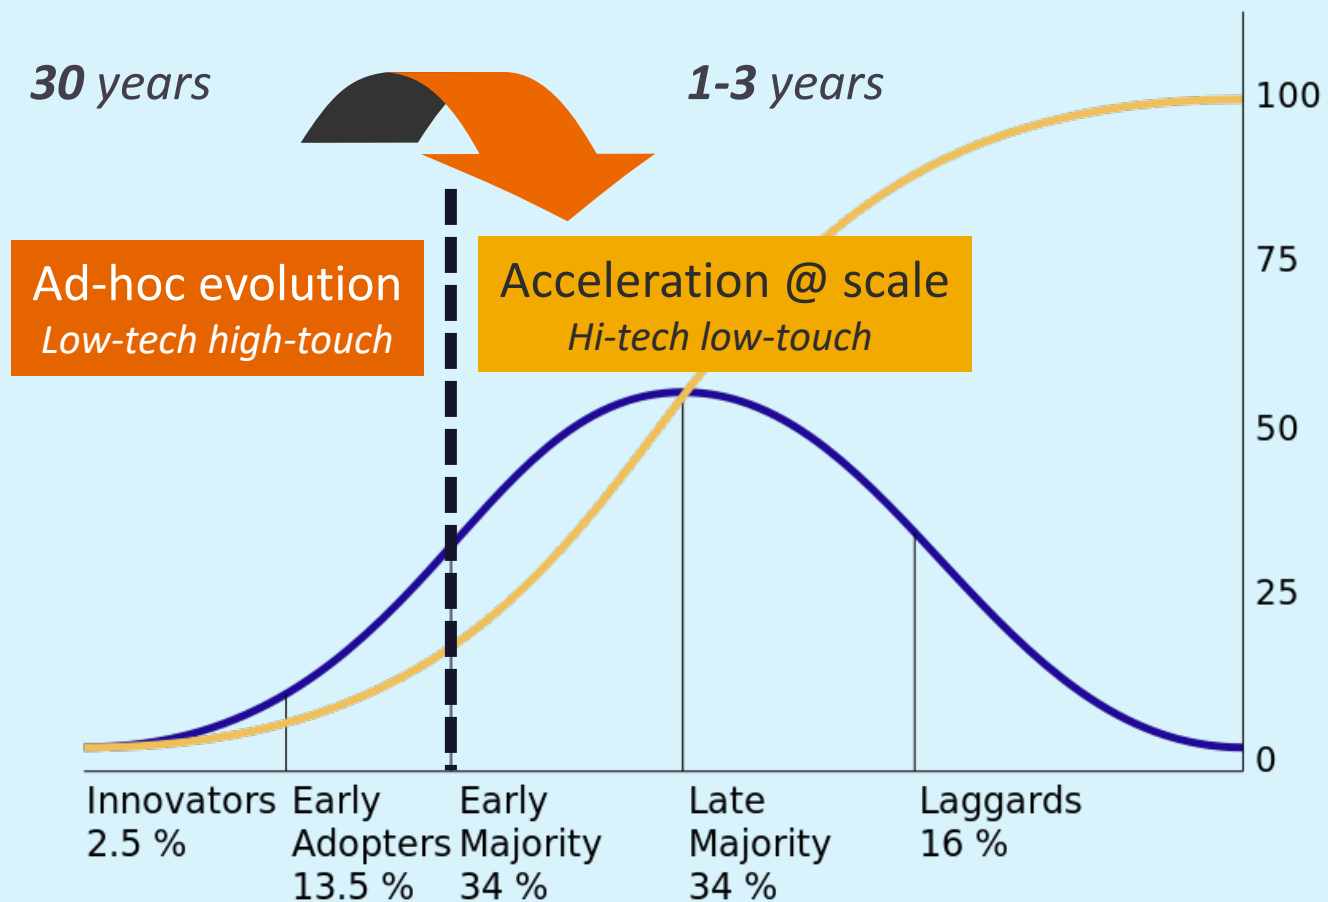 30 years
1-3 years
Ad-hoc evolution
Low-tech high-touch
Acceleration @ scale
Hi-tech low-touch
100
75
50
25
0
Innovators
2.5 %
Early
Adopters
13.5 %
Early
Majority
34 %
Late
Majority
34 %
Laggards
16 %